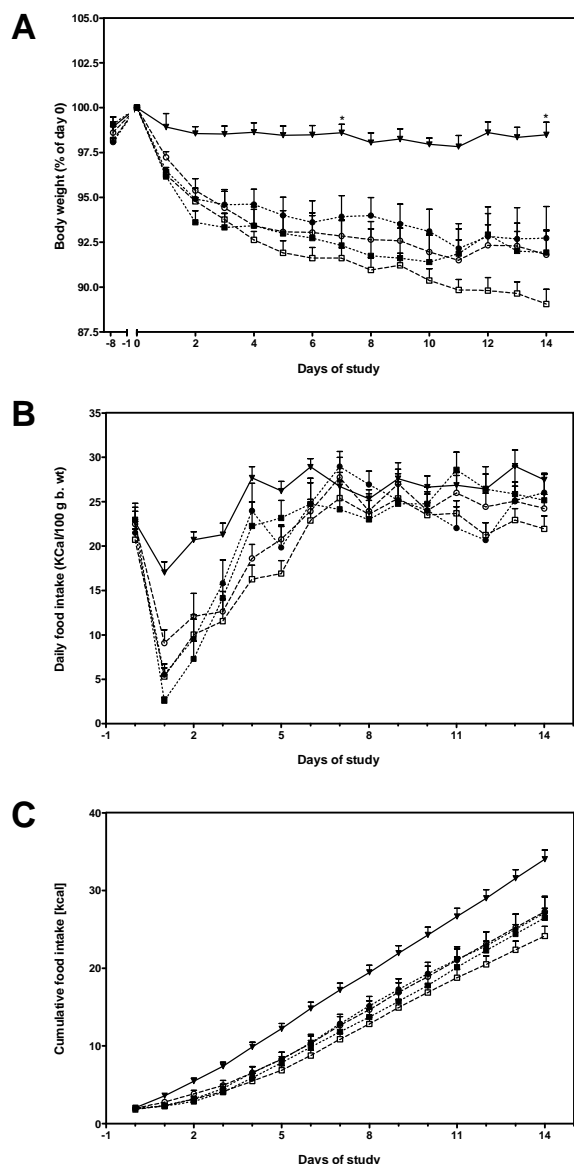 A
105.0
102.5
100.0
97.5
95.0
92.5
90.0
87.5
Body weight (% of day 0)
*
*
-8 -1 0 2 4 6 8 10 12 14
Days of study
B
35
30
25
20
15
10
5
0
Daily food intake (KCal/100 g b. wt)
-1 2 5 8 11 14
Days of study
C
40
30
20
10
0
Cumulative food intake [kcal]
-1 2 5 8 11 14
Days of study